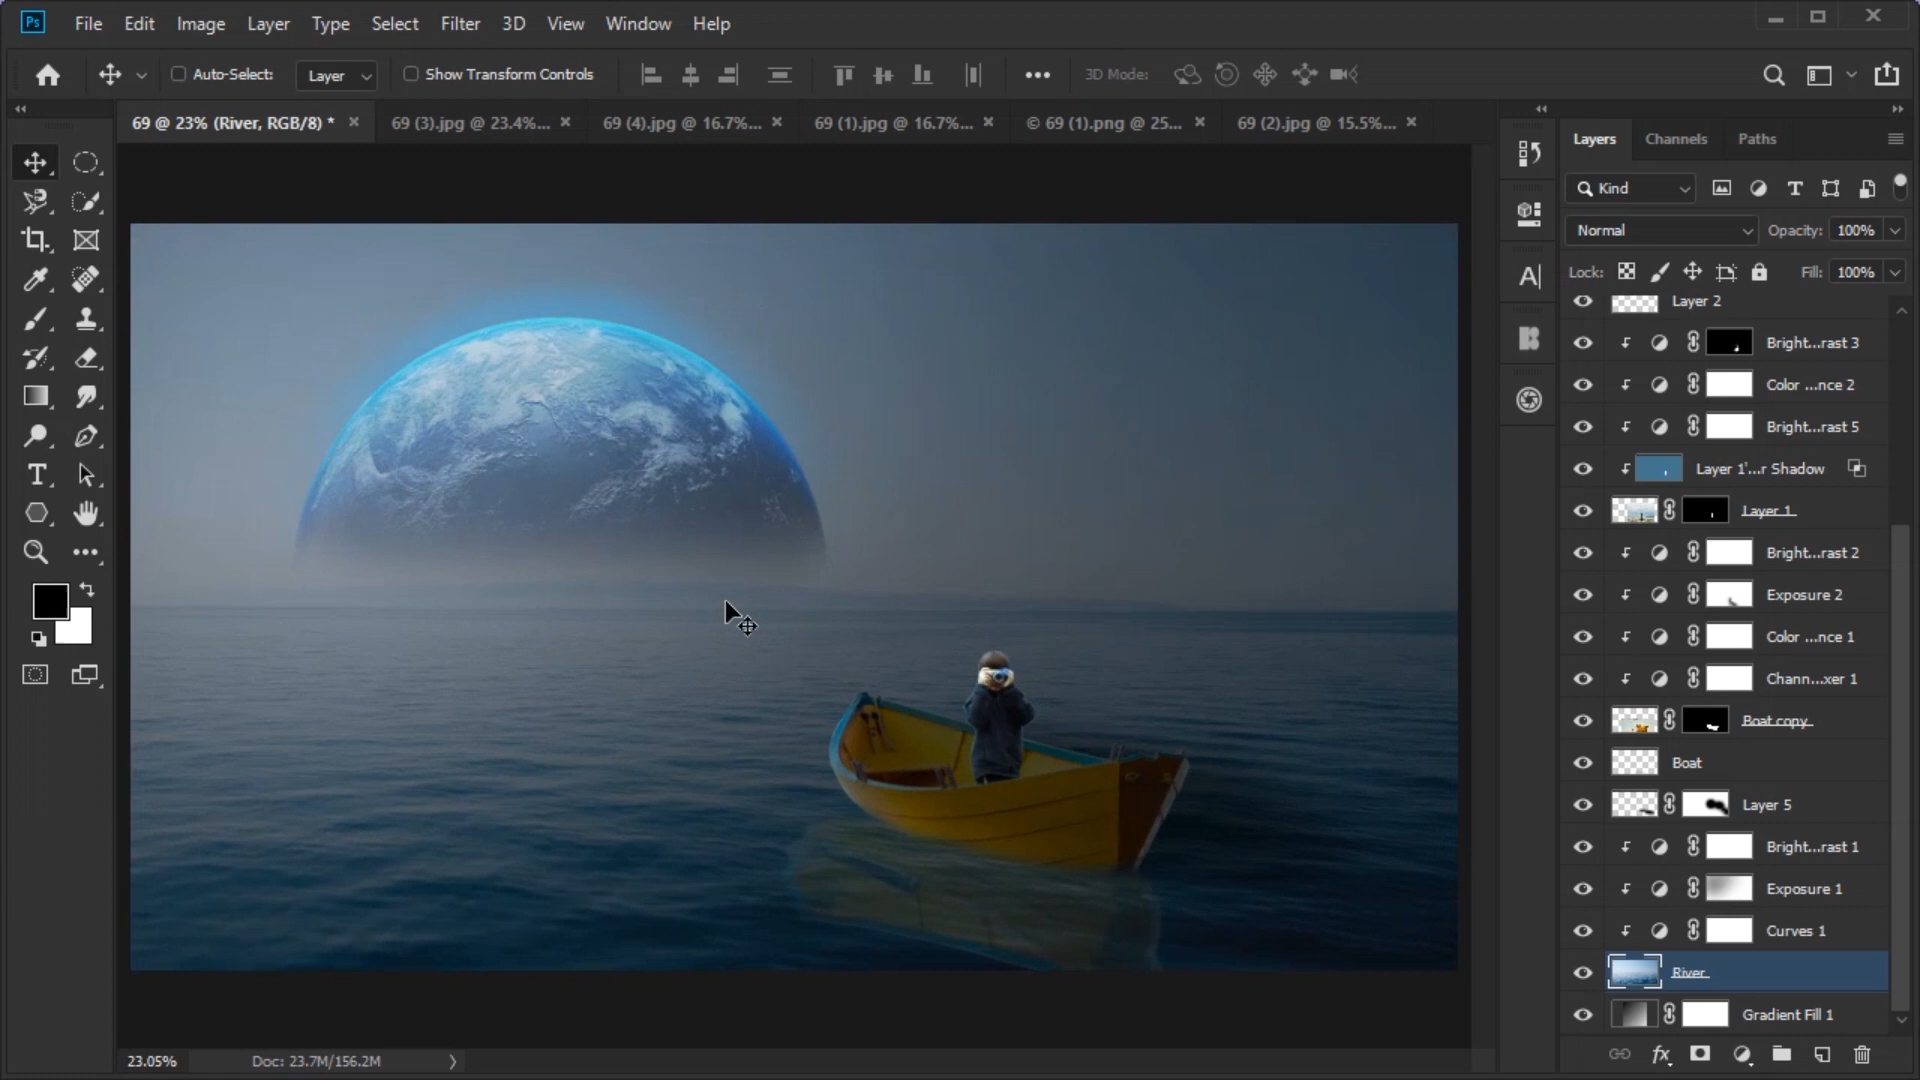 Ps File Edit Image Layer Type Select Filter 3D View Window Help
Auto-Select: Layer Show Transform Controls 3D Mode:
69 @ 23% (River, RGB/8) * 69 (3).jpg @ 23.4%... 69 (4).jpg @ 16.7%... 69 (1).jpg @ 16.7%... © 69 (1).png @ 25... 69 (2).jpg @ 15.5%...
Layers Channels Paths
Kind
Normal Opacity: 100%
Lock: Fill: 100%
Layer 2
Bright...rast 3
Color ...nce 2
Bright...rast 5
Layer 1'...r Shadow
Layer 1
Bright...rast 2
Exposure 2
Color ...nce 1
Chann...xer 1
Boat copy
Boat
Layer 5
Bright...rast 1
Exposure 1
Curves 1
River
Gradient Fill 1
23.05% Doc: 23.7M/156.2M